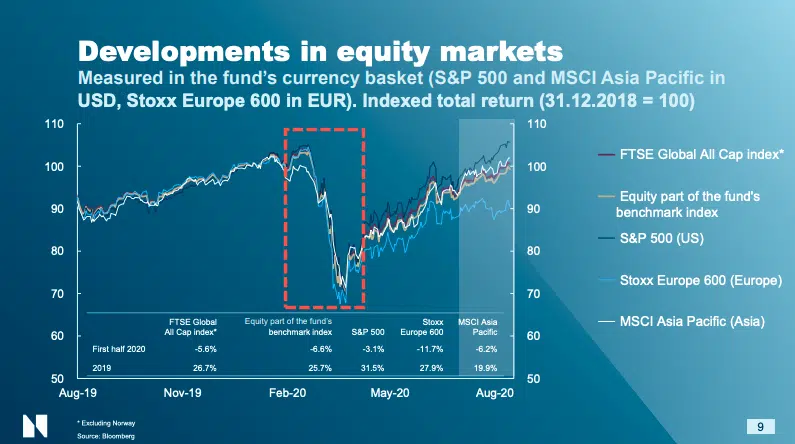 Developments in equity markets
Measured in the fund's currency basket (S&P 500 and MSCI Asia Pacific in
USD, Stoxx Europe 600 in EUR). Indexed total return (31.12.2018 = 100)
110 110
100 100
90 90
80 80
70 70
60 60
50 50
FTSE Global All Cap index*
Equity part of the fund's
benchmark index
S&P 500 (US)
Stoxx Europe 600 (Europe)
MSCI Asia Pacific (Asia)
FTSE Global Equity part of the fund's Stoxx MSCI Asia
All Cap index* benchmark index S&P 500 Europe 600 Pacific
First half 2020 -5.6% -6.6% -3.1% -11.7% -6.2%
2019 26.7% 25.7% 31.5% 27.9% 19.9%
Aug-19 Nov-19 Feb-20 May-20 Aug-20
* Excluding Norway
Source: Bloomberg
9